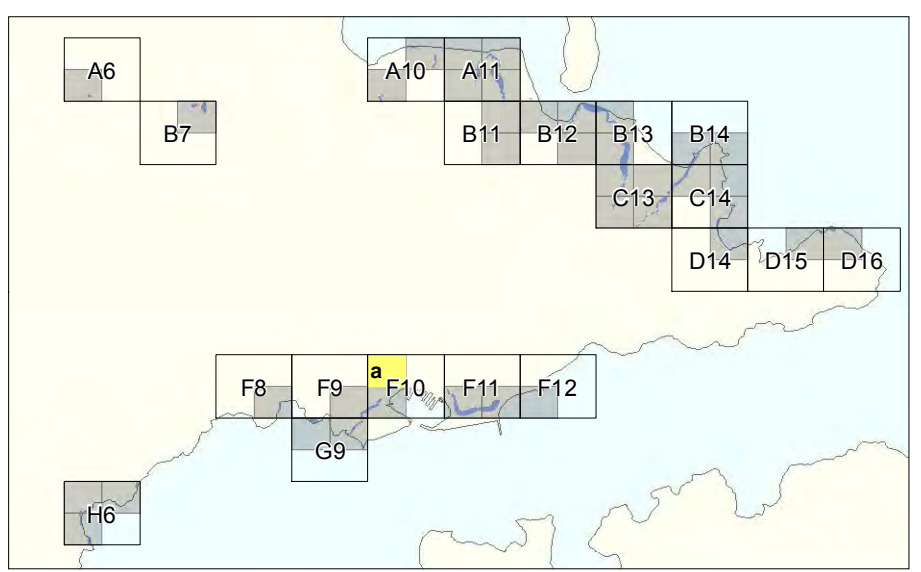 A6 A10 A11
B7 B11 B12 B13 B14
C13 C14
D14 D15 D16
a
F8 F9 F10 F11 F12
G9
H6